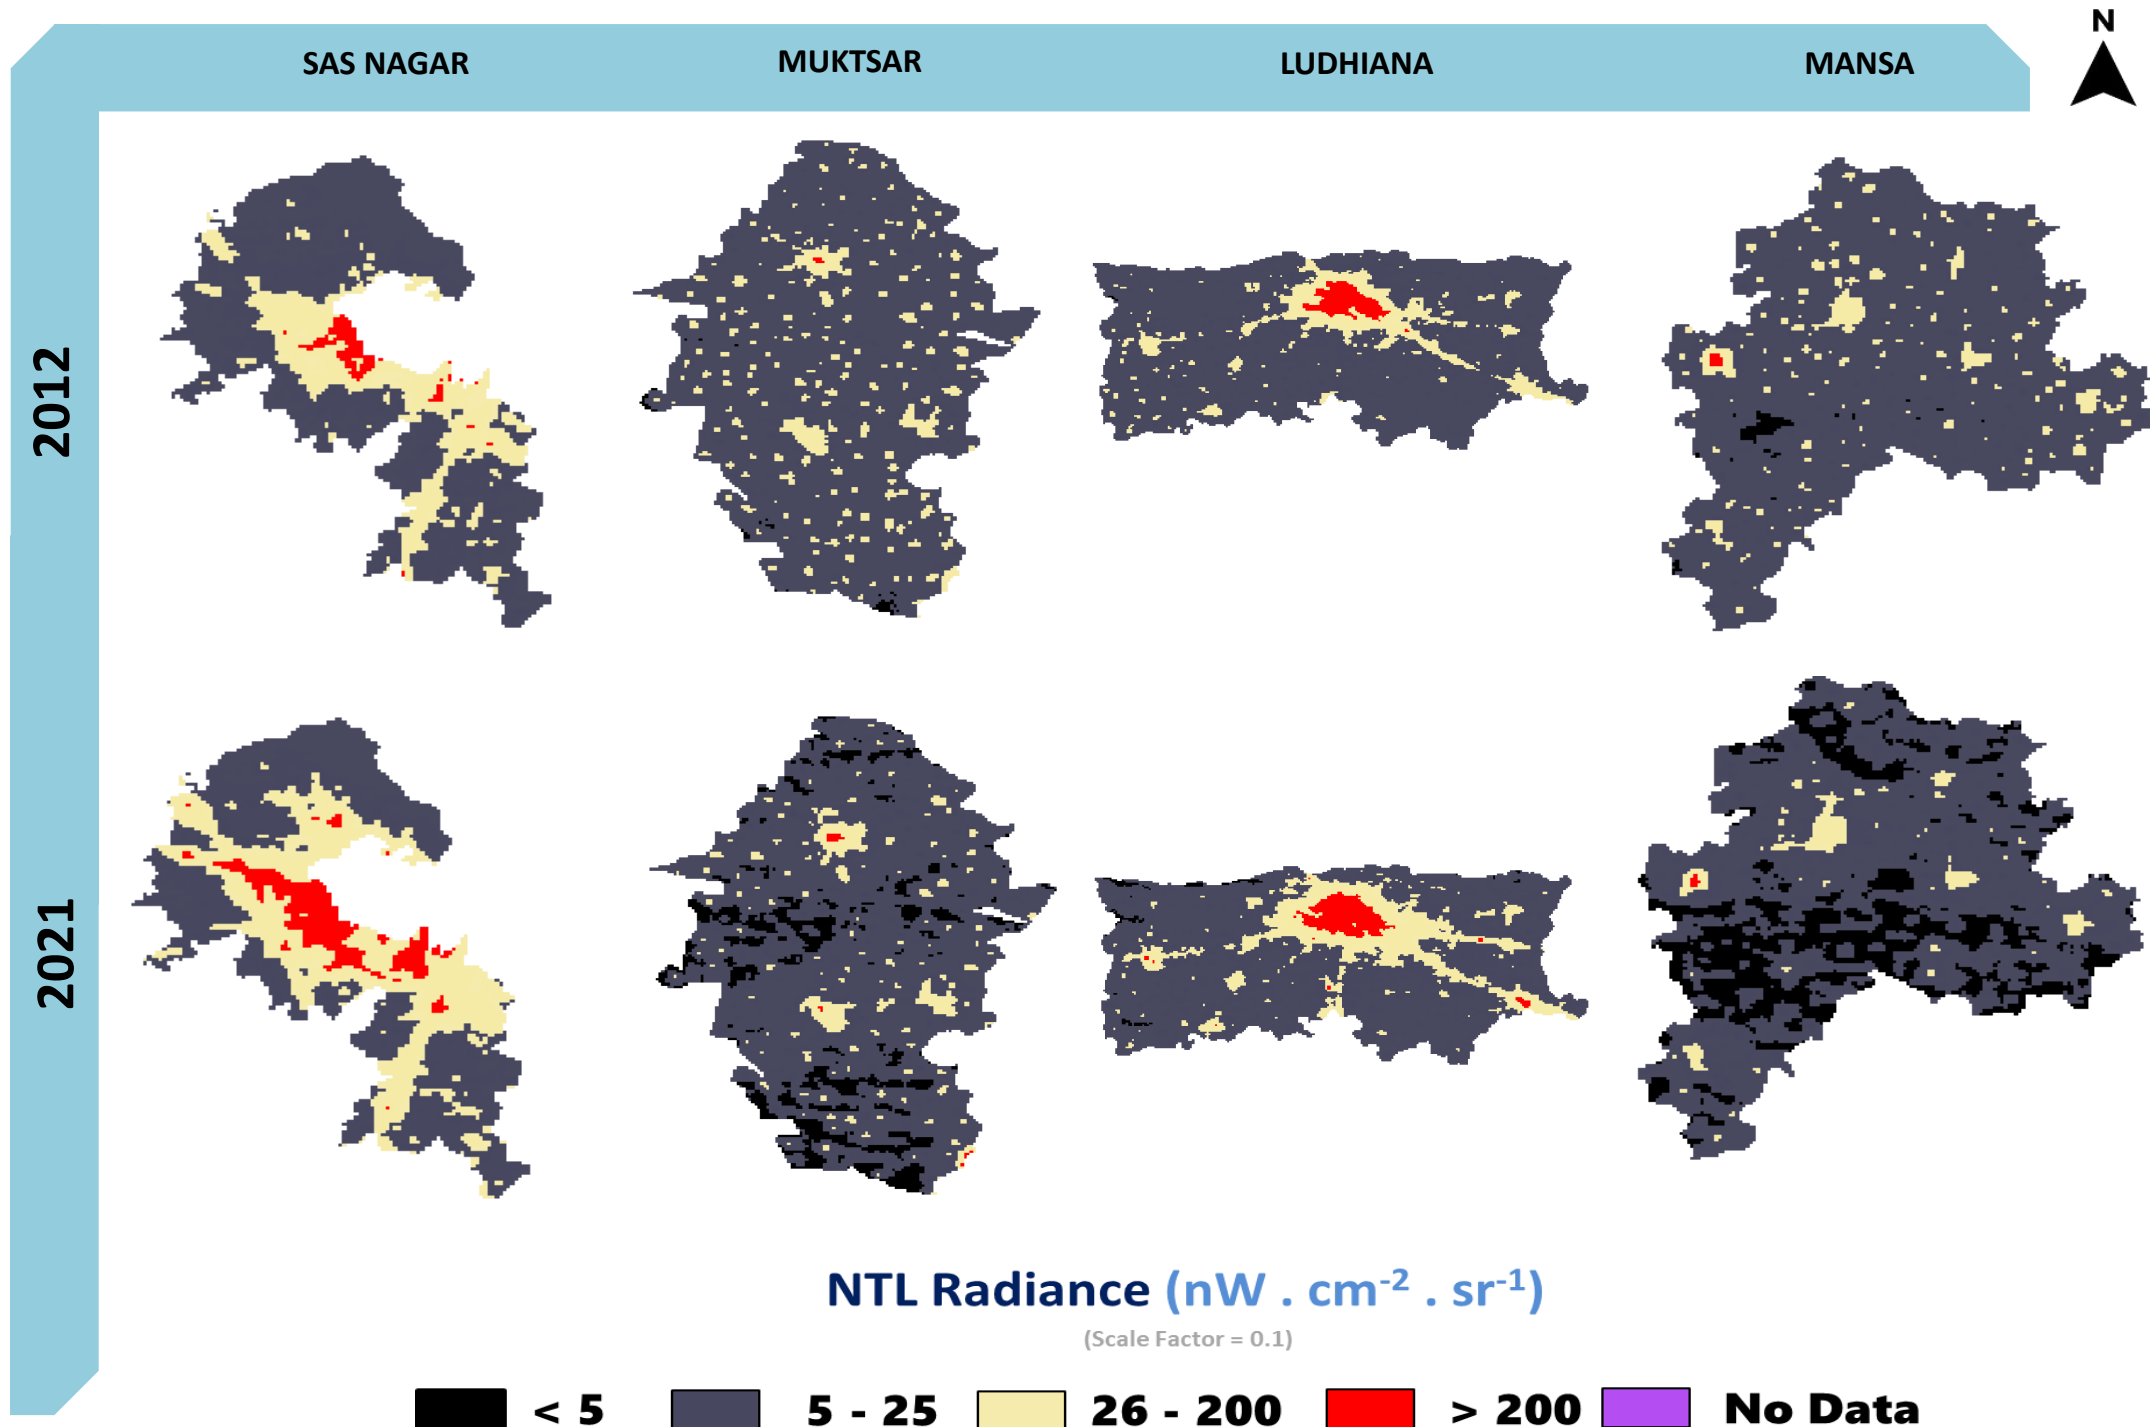 N
SAS NAGAR MUKTSAR LUDHIANA MANSA
2012
2021
NTL Radiance (nW . cm⁻² . sr⁻¹)
(Scale Factor = 0.1)
< 5 5 - 25 26 - 200 > 200 No Data